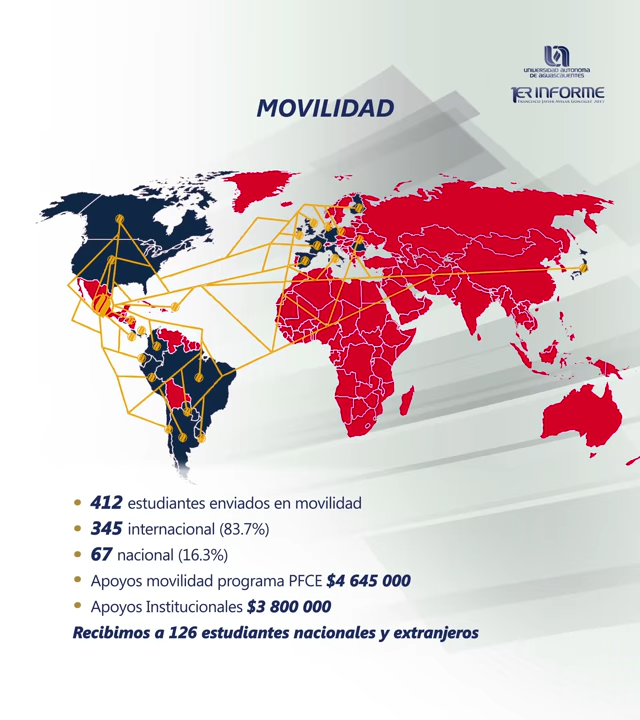 UNIVERSIDAD AUTONOMA
DE AGUASCALIENTES
1ER INFORME
MOVILIDAD
• 412 estudiantes enviados en movilidad
• 345 internacional (83.7%)
• 67 nacional (16.3%)
• Apoyos movilidad programa PFCE $4 645 000
• Apoyos Institucionales $3 800 000
Recibimos a 126 estudiantes nacionales y extranjeros